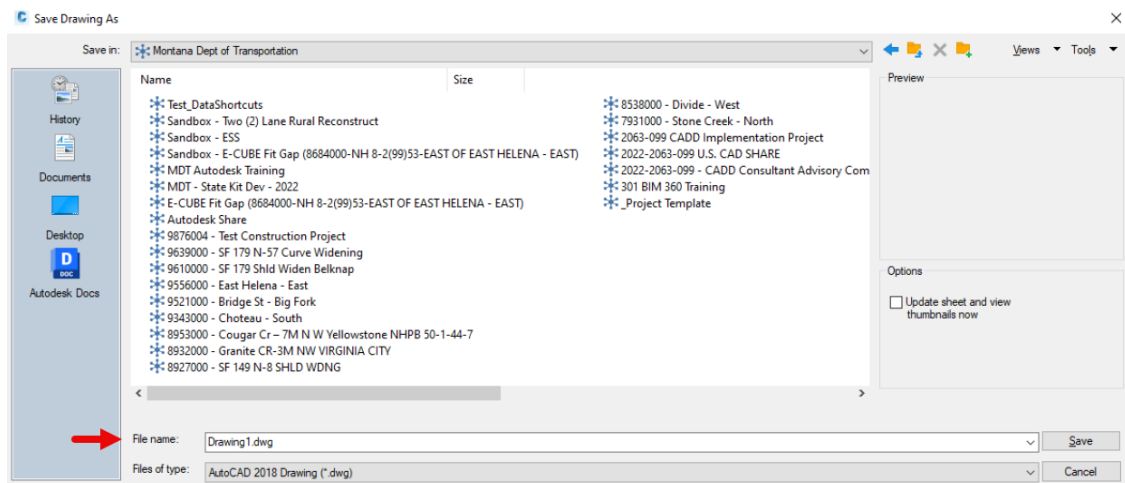 Save Drawing As
Save in: Montana Dept of Transportation Views Tools
Name Size Preview
History
Documents
Desktop
Autodesk Docs
Test_DataShortcuts
Sandbox - Two (2) Lane Rural Reconstruct
Sandbox - ESS
Sandbox - E-CUBE Fit Gap (8684000-NH 8-2(99)53-EAST OF EAST HELENA - EAST)
MDT Autodesk Training
MDT - State Kit Dev - 2022
E-CUBE Fit Gap (8684000-NH 8-2(99)53-EAST OF EAST HELENA - EAST)
Autodesk Share
9876004 - Test Construction Project
9639000 - SF 179 N-57 Curve Widening
9610000 - SF 179 Shld Widen Belknap
9556000 - East Helena - East
9521000 - Bridge St - Big Fork
9343000 - Choteau - South
8953000 - Cougar Cr – 7M N W Yellowstone NHPB 50-1-44-7
8932000 - Granite CR-3M NW VIRGINIA CITY
8927000 - SF 149 N-8 SHLD WDNG
8538000 - Divide - West
7931000 - Stone Creek - North
2063-099 CADD Implementation Project
2022-2063-099 U.S. CAD SHARE
2022-2063-099 - CADD Consultant Advisory Com
301 BIM 360 Training
_Project Template
Options
Update sheet and view
thumbnails now
File name: Drawing1.dwg Save
Files of type: AutoCAD 2018 Drawing (*.dwg) Cancel